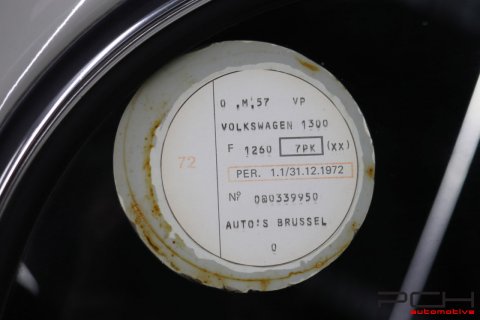 O ,M,57 VP
VOLKSWAGEN 1300
F 1260 7PK (xx)
72
PER. 1.1/31.12.1972
Nº 080339950
AUTO'S BRUSSEL
0
PCH
automotive